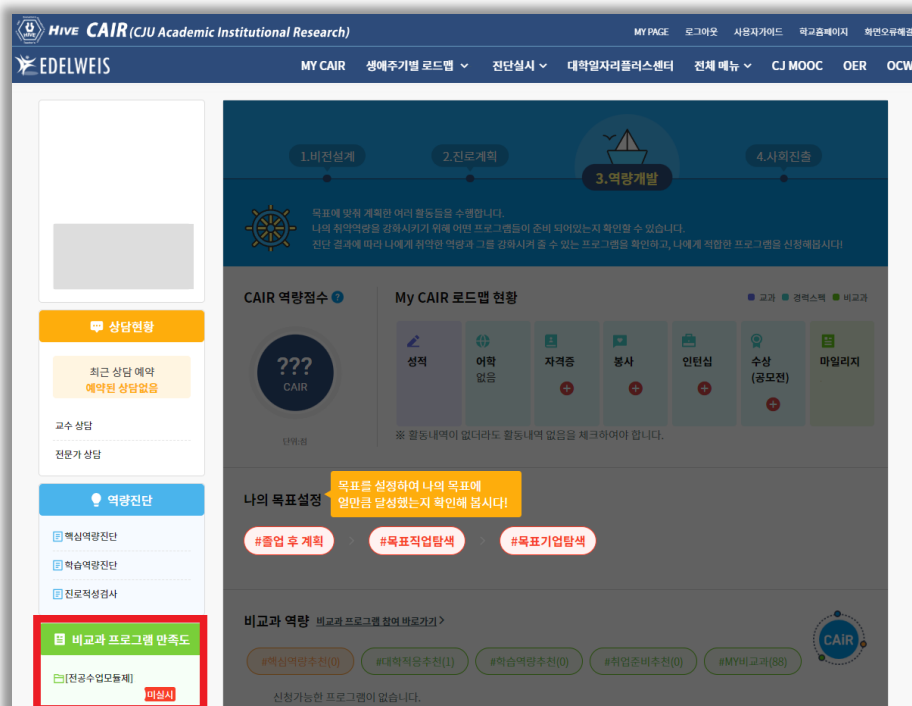 HIVE CAIR (CJU Academic Institutional Research)
MY PAGE 로그아웃 사용자가이드 학교홈페이지 화면오류해결
EDELWEIS
MY CAIR 생애주기별 로드맵 진단실시 대학일자리플러스센터 전체 메뉴 CJ MOOC OER OCW
1.비전설계
2.진로계획
3.역량개발
4.사회진출
목표에 맞춰 계획한 여러 활동들을 수행합니다.
나의 취약역량을 강화시키기 위해 어떤 프로그램들이 준비 되어있는지 확인할 수 있습니다.
진단 결과에 따라 나에게 취약한 역량과 그를 강화시켜 줄 수 있는 프로그램을 확인하고, 나에게 적합한 프로그램을 신청해봅시다!
상담현황
최근 상담 예약
예약된 상담없음
교수 상담
전문가 상담
역량진단
핵심역량진단
학습역량진단
진로적성검사
비교과 프로그램 만족도
[전공수업모듈제]
미실시
CAIR 역량점수 ?
???
CAIR
단위:점
My CAIR 로드맵 현황
교과 경력스펙 비교과
성적
어학
없음
자격증
봉사
인턴십
수상
(공모전)
마일리지
※ 활동내역이 없더라도 활동내역 없음을 체크하여야 합니다.
나의 목표설정
목표를 설정하여 나의 목표에
얼만큼 달성했는지 확인해 봅시다!
#졸업 후 계획 > #목표직업탐색 > #목표기업탐색
비교과 역량 비교과 프로그램 참여 바로가기 >
CAiR
#핵심역량추천(0) #대학적응추천(1) #학습역량추천(0) #취업준비추천(0) #MY비교과(88)
신청가능한 프로그램이 없습니다.